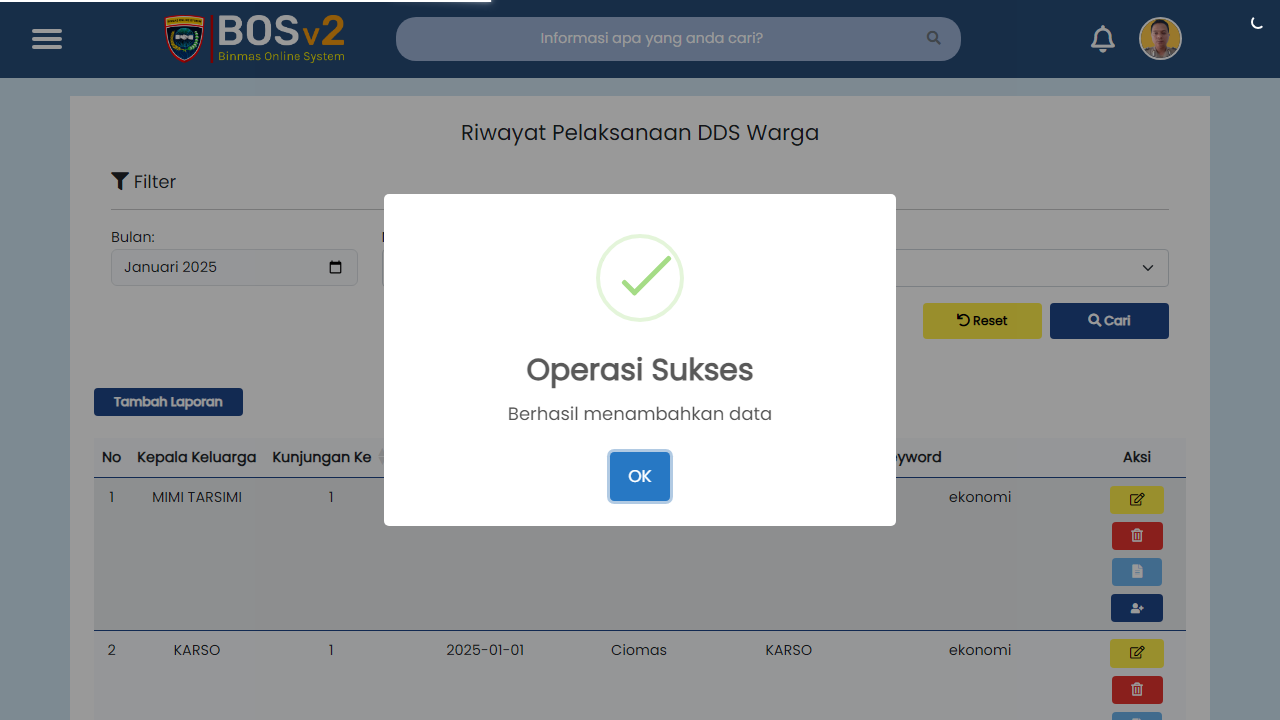 BOSv2
Binmas Online System
Informasi apa yang anda cari?
Riwayat Pelaksanaan DDS Warga
Filter
Bulan:
Januari 2025
Reset
Cari
Operasi Sukses
Berhasil menambahkan data
OK
Tambah Laporan
No Kepala Keluarga Kunjungan Ke Aksi
1 MIMI TARSIMI 1 ekonomi
2 KARSO 1 2025-01-01 Ciomas KARSO ekonomi